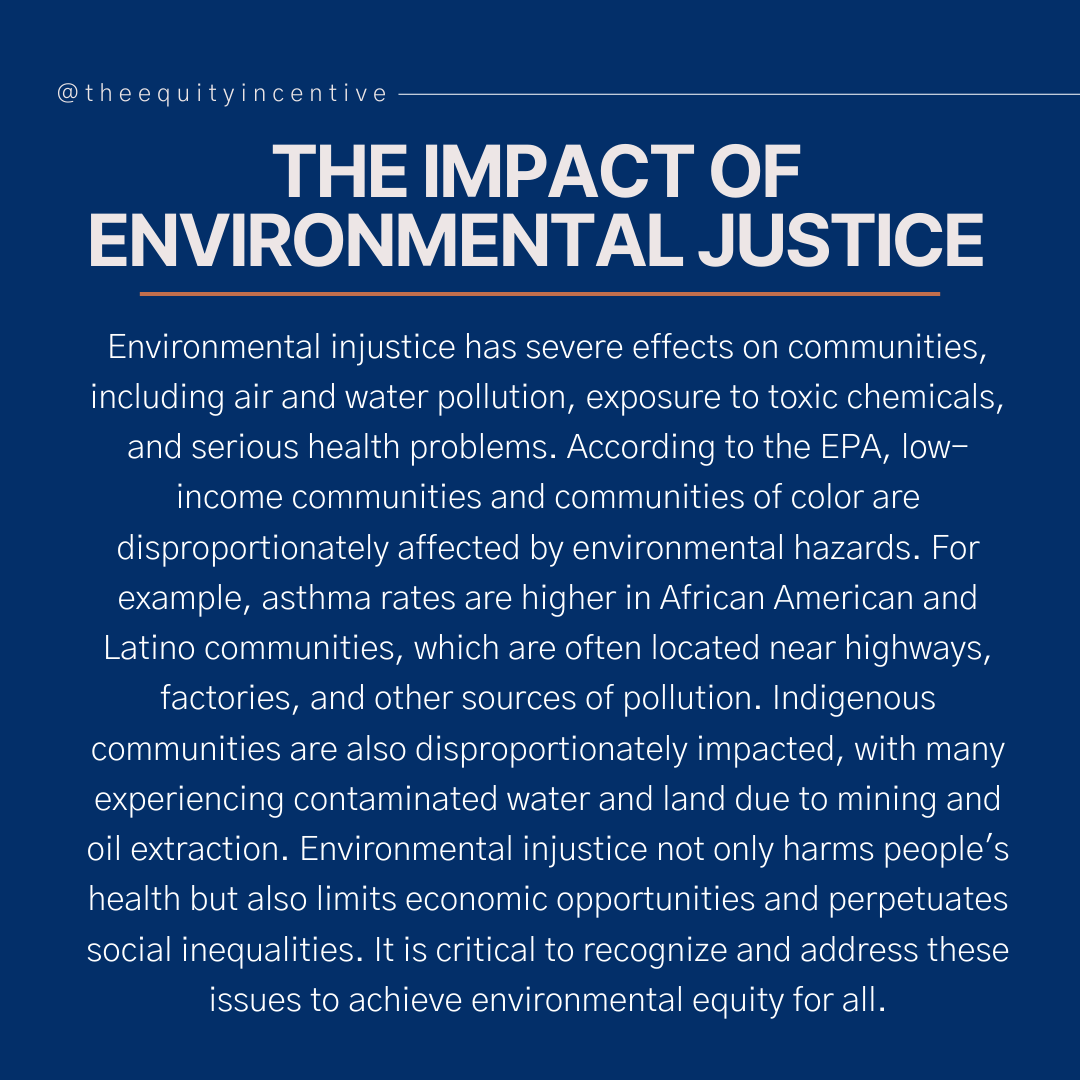 @theequityincentive
THE IMPACT OF
ENVIRONMENTAL JUSTICE
Environmental injustice has severe effects on communities,
including air and water pollution, exposure to toxic chemicals,
and serious health problems. According to the EPA, low-
income communities and communities of color are
disproportionately affected by environmental hazards. For
example, asthma rates are higher in African American and
Latino communities, which are often located near highways,
factories, and other sources of pollution. Indigenous
communities are also disproportionately impacted, with many
experiencing contaminated water and land due to mining and
oil extraction. Environmental injustice not only harms people’s
health but also limits economic opportunities and perpetuates
social inequalities. It is critical to recognize and address these
issues to achieve environmental equity for all.